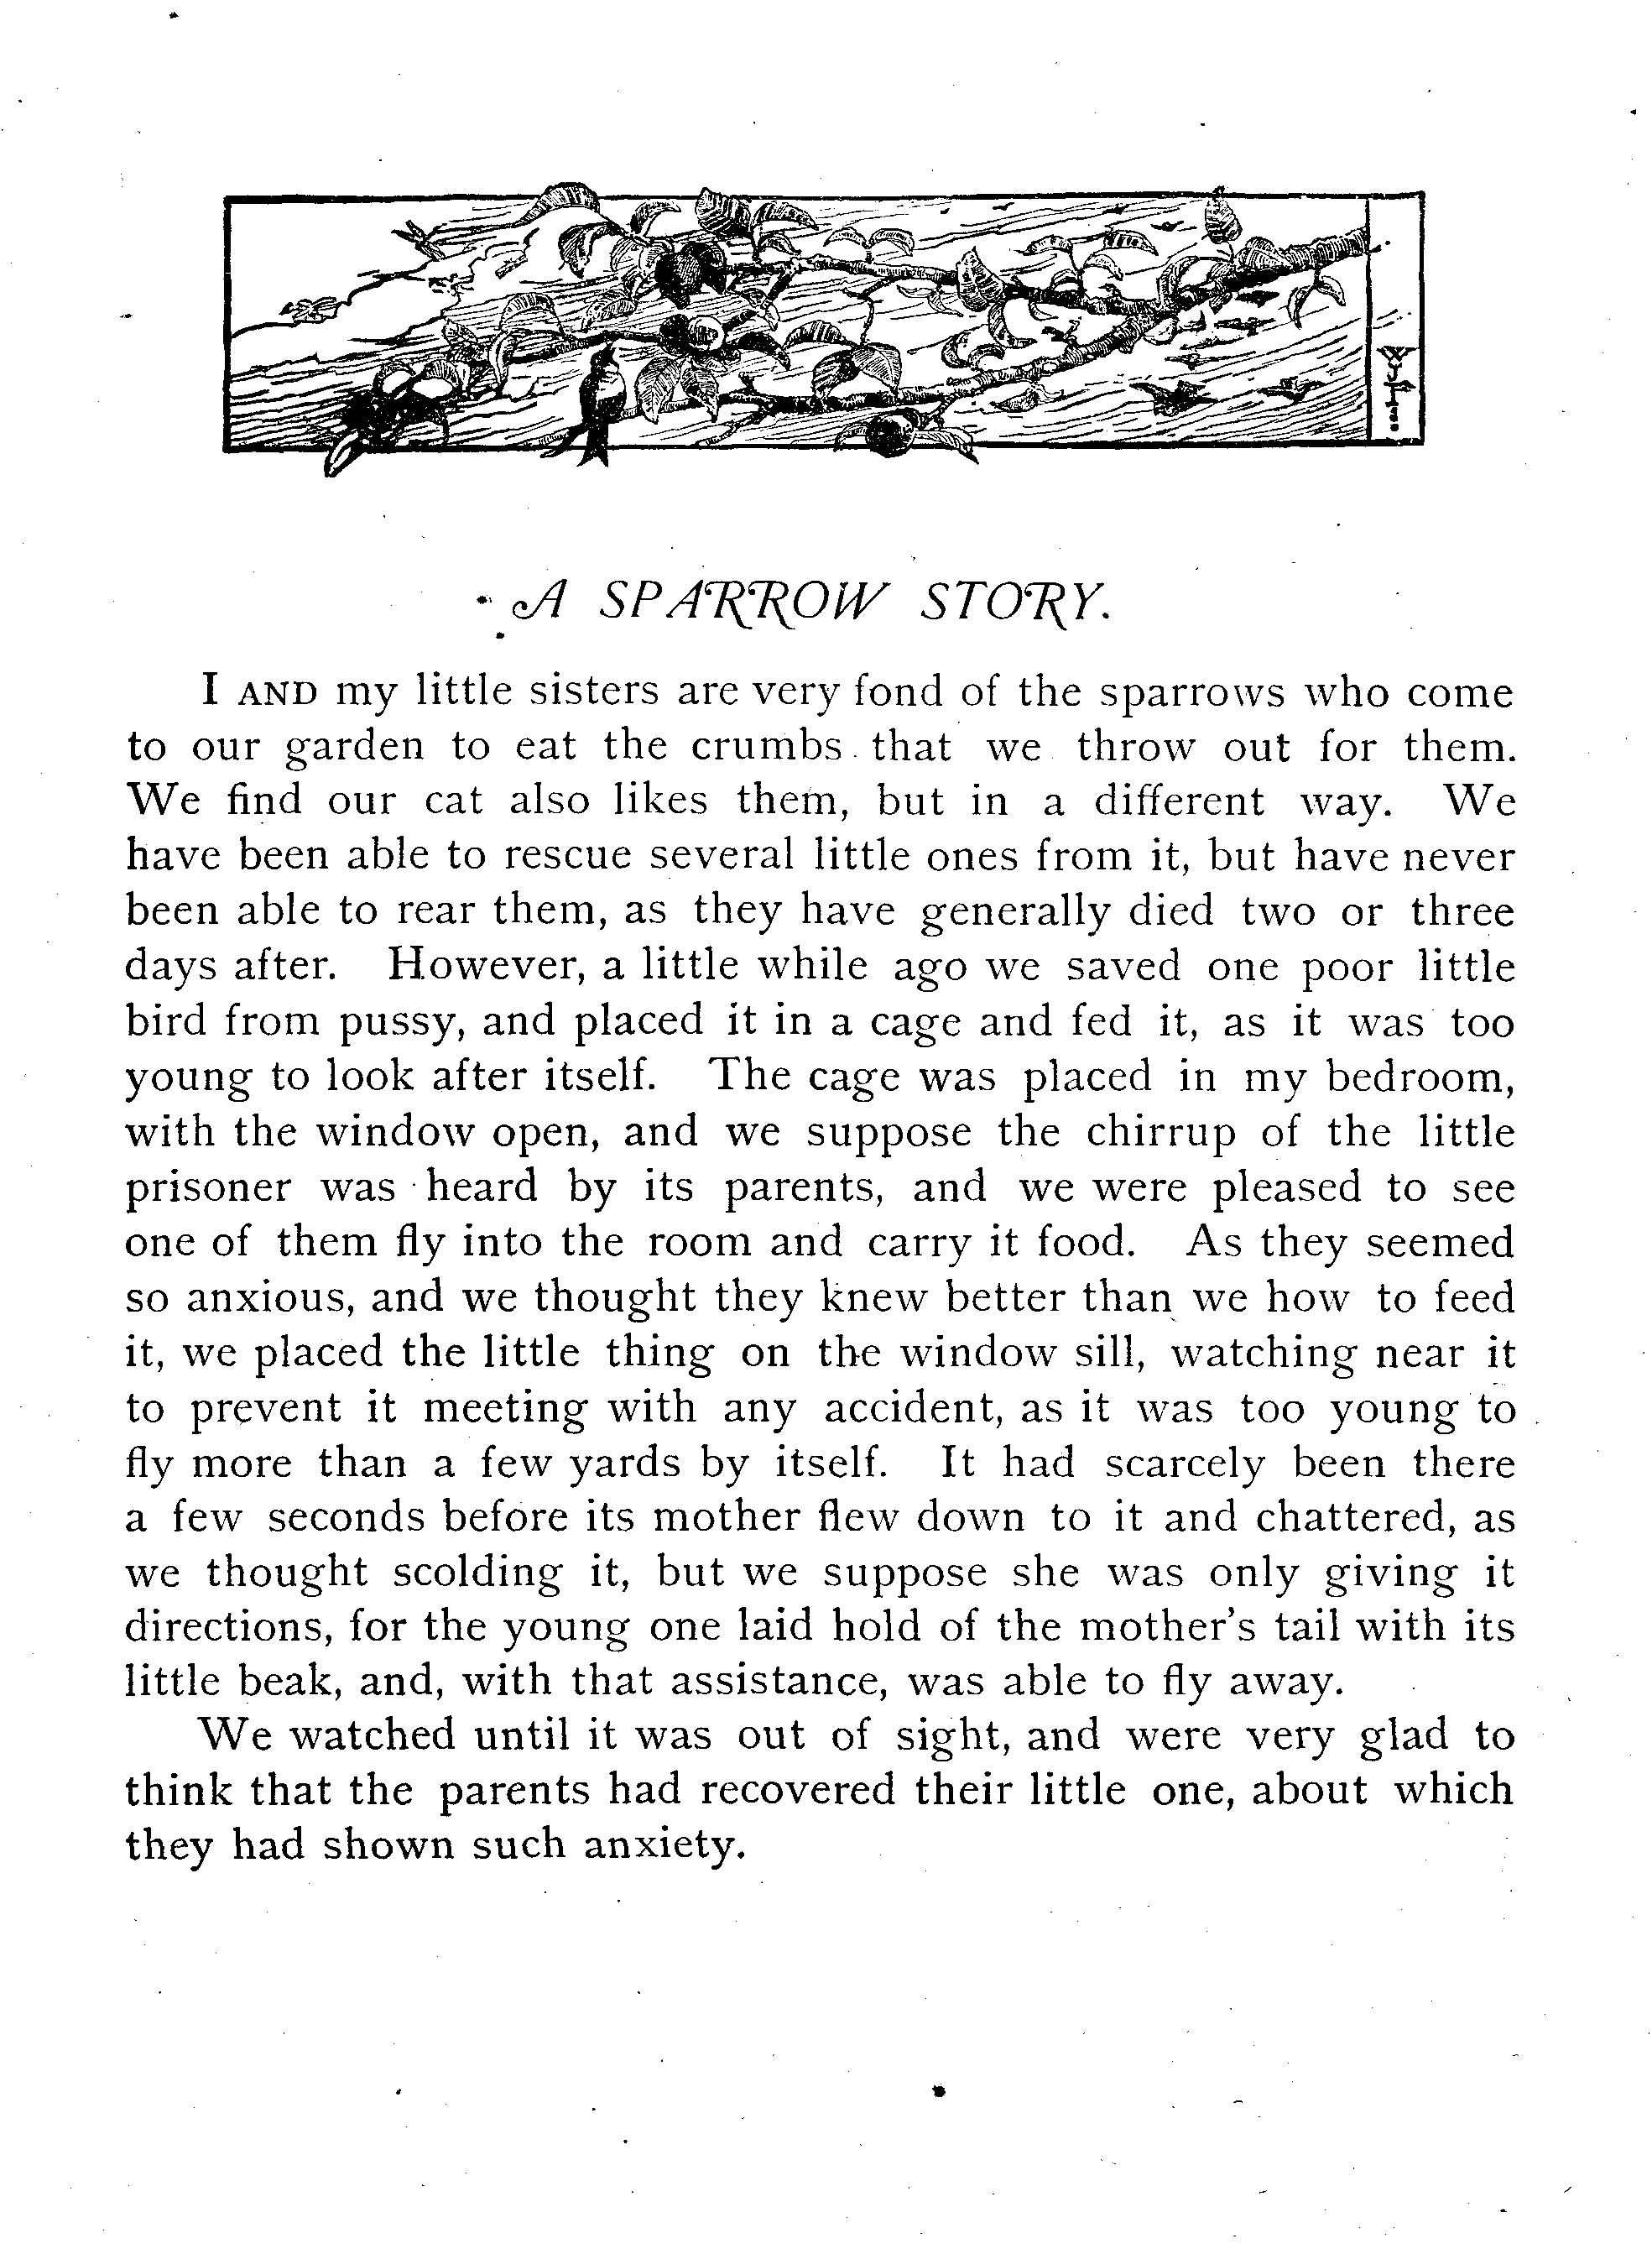 A SPARROW STORY.
I AND my little sisters are very fond of the sparrows who come
to our garden to eat the crumbs that we throw out for them.
We find our cat also likes them, but in a different way. We
have been able to rescue several little ones from it, but have never
been able to rear them, as they have generally died two or three
days after. However, a little while ago we saved one poor little
bird from pussy, and placed it in a cage and fed it, as it was too
young to look after itself. The cage was placed in my bedroom,
with the window open, and we suppose the chirrup of the little
prisoner was heard by its parents, and we were pleased to see
one of them fly into the room and carry it food. As they seemed
so anxious, and we thought they knew better than we how to feed
it, we placed the little thing on the window sill, watching near it
to prevent it meeting with any accident, as it was too young to
fly more than a few yards by itself. It had scarcely been there
a few seconds before its mother flew down to it and chattered, as
we thought scolding it, but we suppose she was only giving it
directions, for the young one laid hold of the mother's tail with its
little beak, and, with that assistance, was able to fly away.
We watched until it was out of sight, and were very glad to
think that the parents had recovered their little one, about which
they had shown such anxiety.